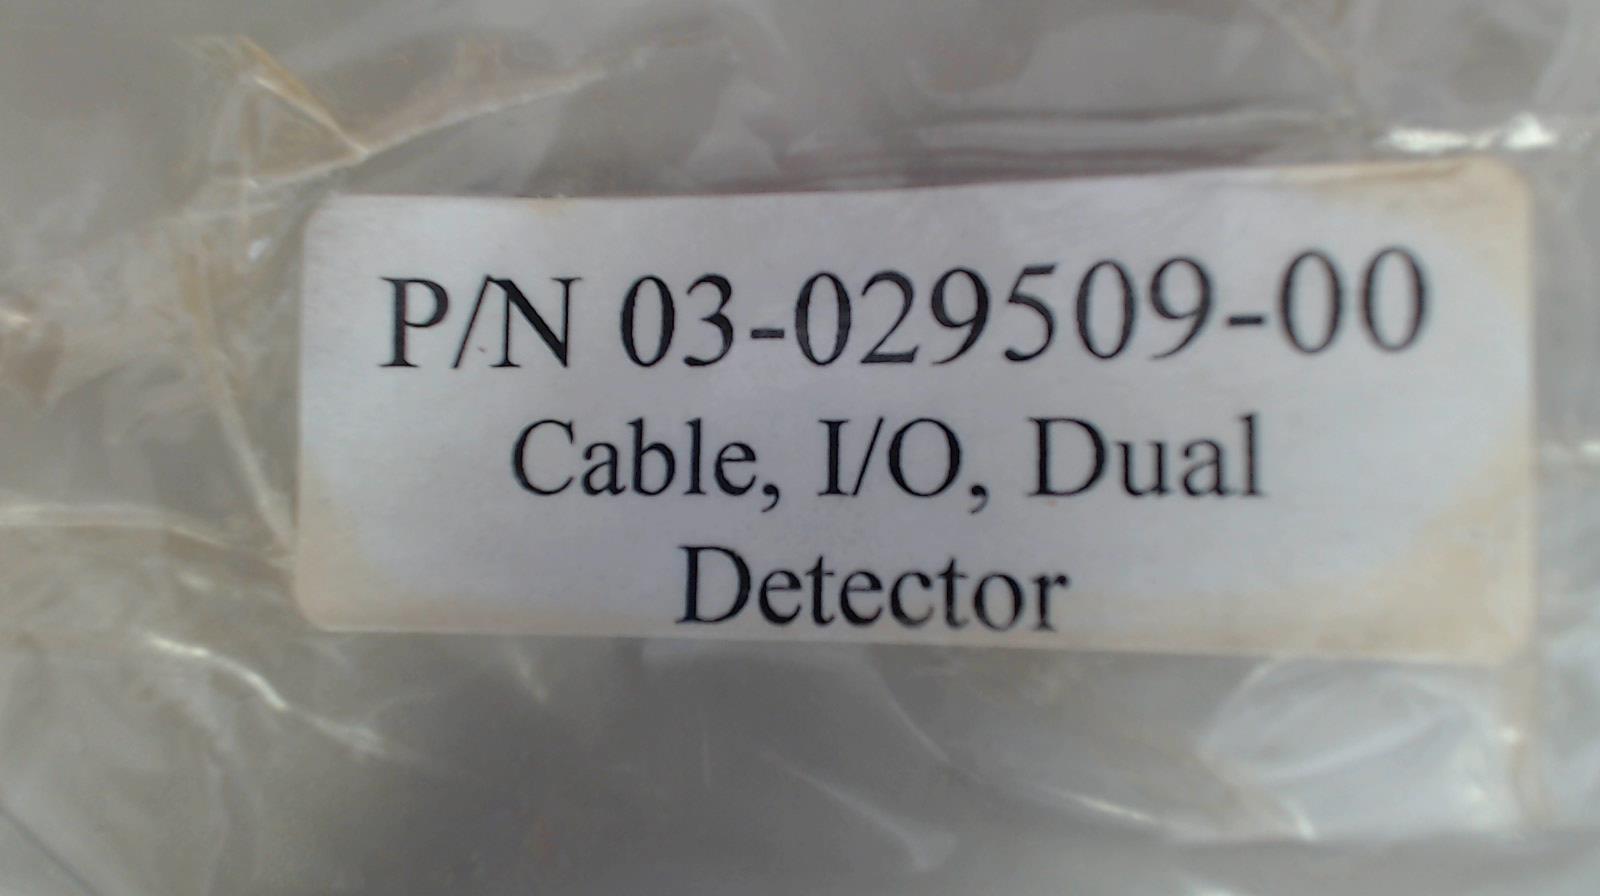 P/N 03-029509-00
Cable, I/O, Dual
Detector